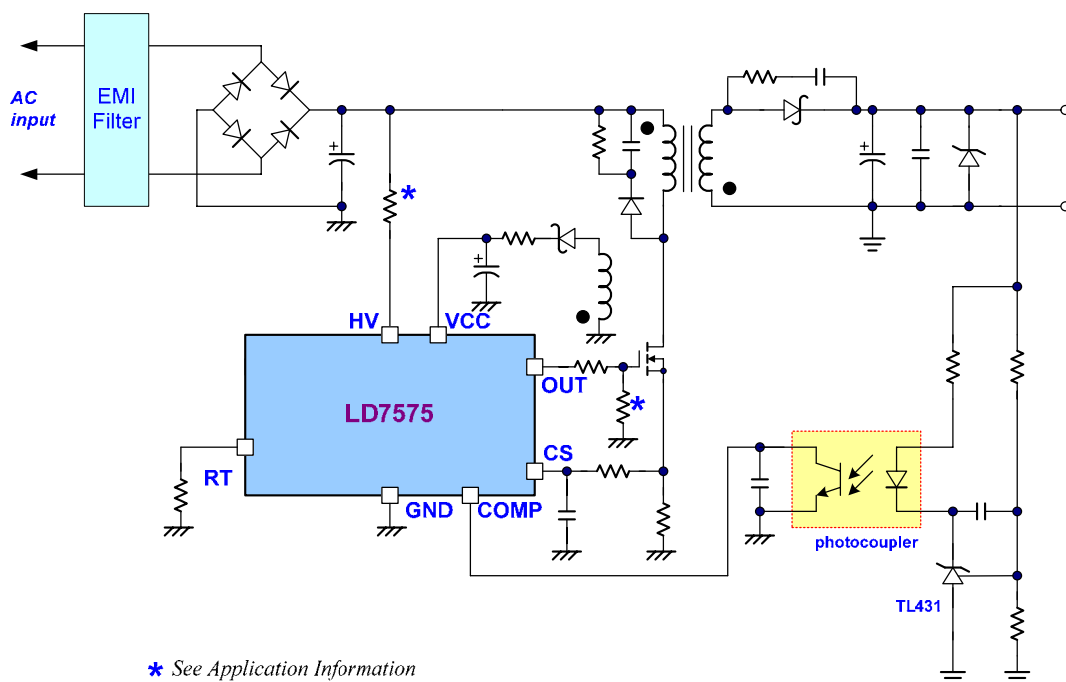 AC
input
EMI
Filter
*
+
+
+
HV
VCC
OUT
*
LD7575
CS
RT
GND
COMP
photocoupler
TL431
* See Application Information